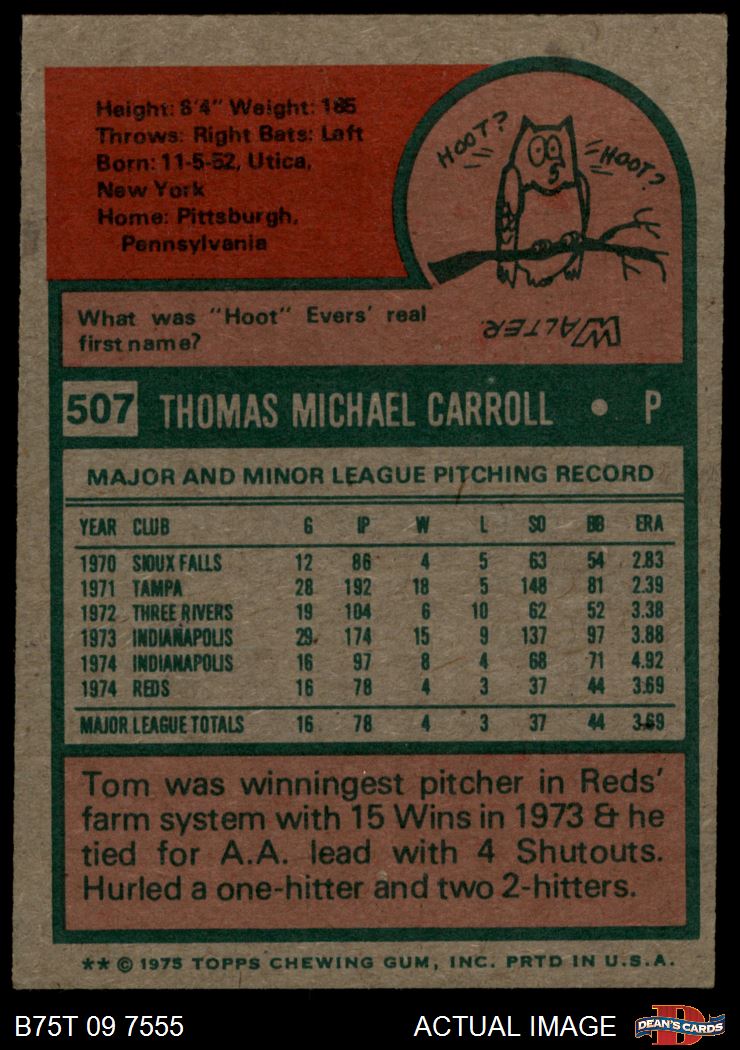 Height: 6'4" Weight: 185
Throws: Right Bats: Left
Born: 11-5-52, Utica,
New York
Home: Pittsburgh,
Pennsylvania
HOOT?
HOOT?
5
What was "Hoot" Evers' real
first name?
WALTER
507 THOMAS MICHAEL CARROLL • P
MAJOR AND MINOR LEAGUE PITCHING RECORD
YEAR CLUB G IP W L SO BB ERA
1970 SIOUX FALLS 12 86 4 5 63 54 2.83
1971 TAMPA 28 192 18 5 148 81 2.39
1972 THREE RIVERS 19 104 6 10 62 52 3.38
1973 INDIANAPOLIS 29 174 15 9 137 97 3.88
1974 INDIANAPOLIS 16 97 8 4 68 71 4.92
1974 REDS 16 78 4 3 37 44 3.69
MAJOR LEAGUE TOTALS 16 78 4 3 37 44 3.69
Tom was winningest pitcher in Reds'
farm system with 15 Wins in 1973 & he
tied for A.A. lead with 4 Shutouts.
Hurled a one-hitter and two 2-hitters.
** © 1975 TOPPS CHEWING GUM, INC. PRTD IN U.S.A.
B75T 09 7555 ACTUAL IMAGE D DEAN'S CARDS